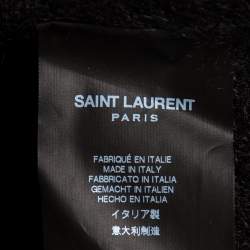 SAINT LAURENT
PARIS
FABRIQUÉ EN ITALIE
MADE IN ITALY
FABBRICATO IN ITALIA
GEMACHT IN ITALIEN
HECHO EN ITALIA
イタリア製
意大利制造